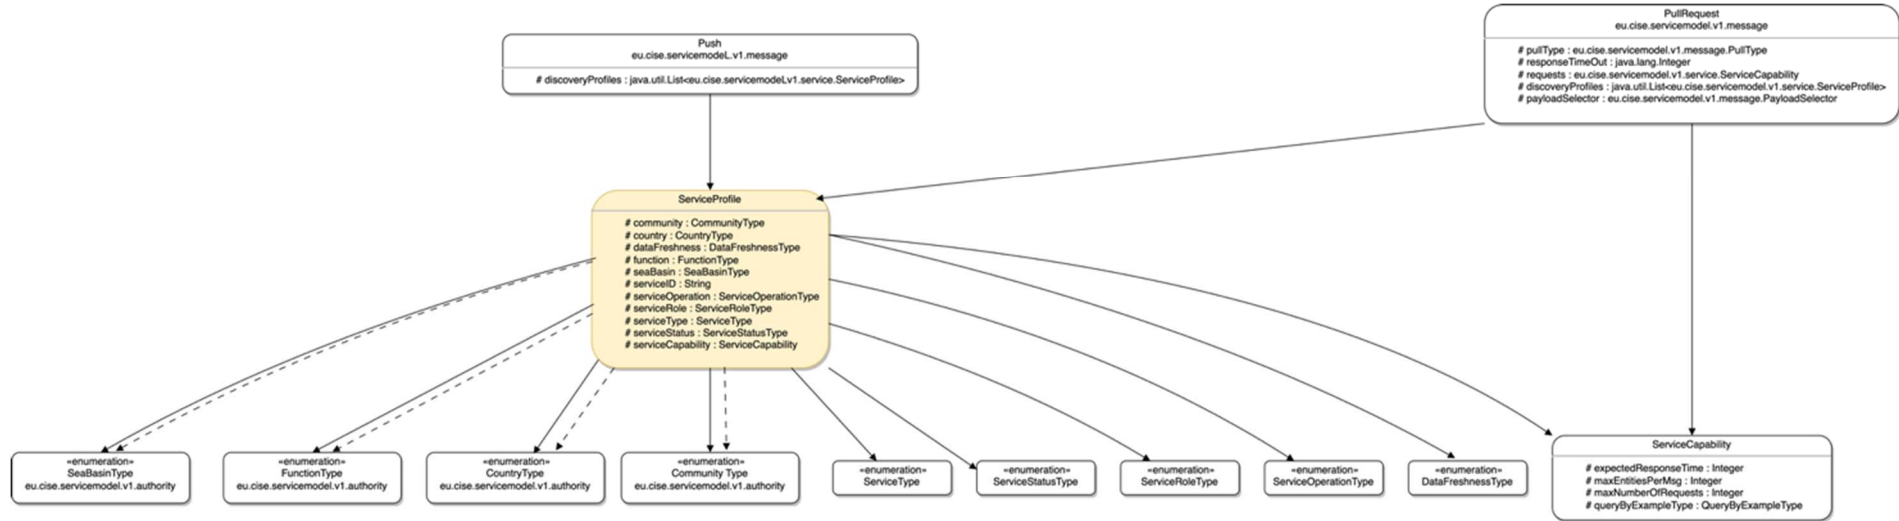 Push
eu.cise.servicemodeL.v1.message
# discoveryProfiles : java.util.List<eu.cise.servicemodeLv1.service.ServiceProfile>
PullRequest
eu.cise.servicemodel.v1.message
# pullType : eu.cise.servicemodel.v1.message.PullType
# responseTimeOut : java.lang.Integer
# requests : eu.cise.servicemodel.v1.service.ServiceCapability
# discoveryProfiles : java.util.List<eu.cise.servicemodel.v1.service.ServiceProfile>
# payloadSelector : eu.cise.servicemodel.v1.message.PayloadSelector
ServiceProfile
# community : CommunityType
# country : CountryType
# dataFreshness : DataFreshnessType
# function : FunctionType
# seaBasin : SeaBasinType
# serviceID : String
# serviceOperation : ServiceOperationType
# serviceRole : ServiceRoleType
# serviceType : ServiceType
# serviceStatus : ServiceStatusType
# serviceCapability : ServiceCapability
«enumeration»
SeaBasinType
eu.cise.servicemodel.v1.authority
«enumeration»
FunctionType
eu.cise.servicemodel.v1.authority
«enumeration»
CountryType
eu.cise.servicemodel.v1.authority
«enumeration»
Community Type
eu.cise.servicemodel.v1.authority
«enumeration»
ServiceType
«enumeration»
ServiceStatusType
«enumeration»
ServiceRoleType
«enumeration»
ServiceOperationType
«enumeration»
DataFreshnessType
ServiceCapability
# expectedResponseTime : Integer
# maxEntitiesPerMsg : Integer
# maxNumberOfRequests : Integer
# queryByExampleType : QueryByExampleType